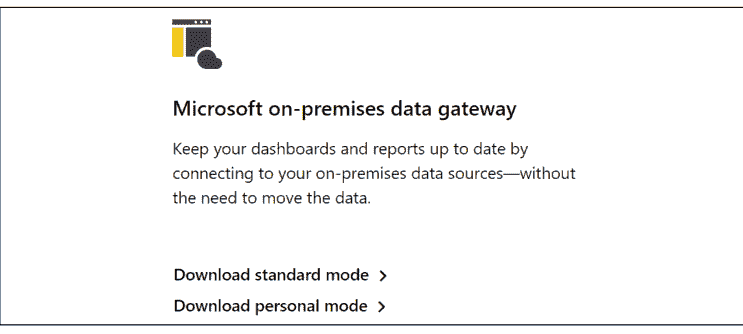 Microsoft on-premises data gateway
Keep your dashboards and reports up to date by
connecting to your on-premises data sources—without
the need to move the data.
Download standard mode >
Download personal mode >